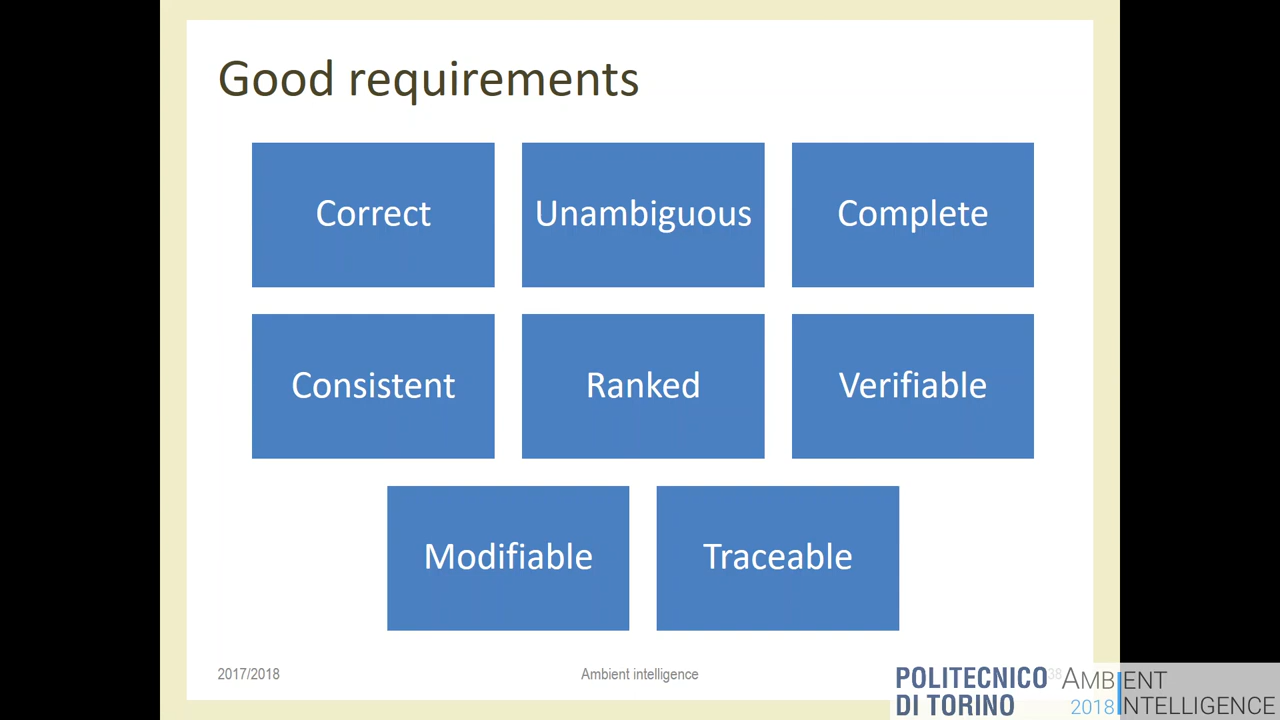 Good requirements
Correct
Unambiguous
Complete
Consistent
Ranked
Verifiable
Modifiable
Traceable
2017/2018
Ambient intelligence
38
POLITECNICO
DI TORINO
AMBIENT
2018 INTELLIGENCE